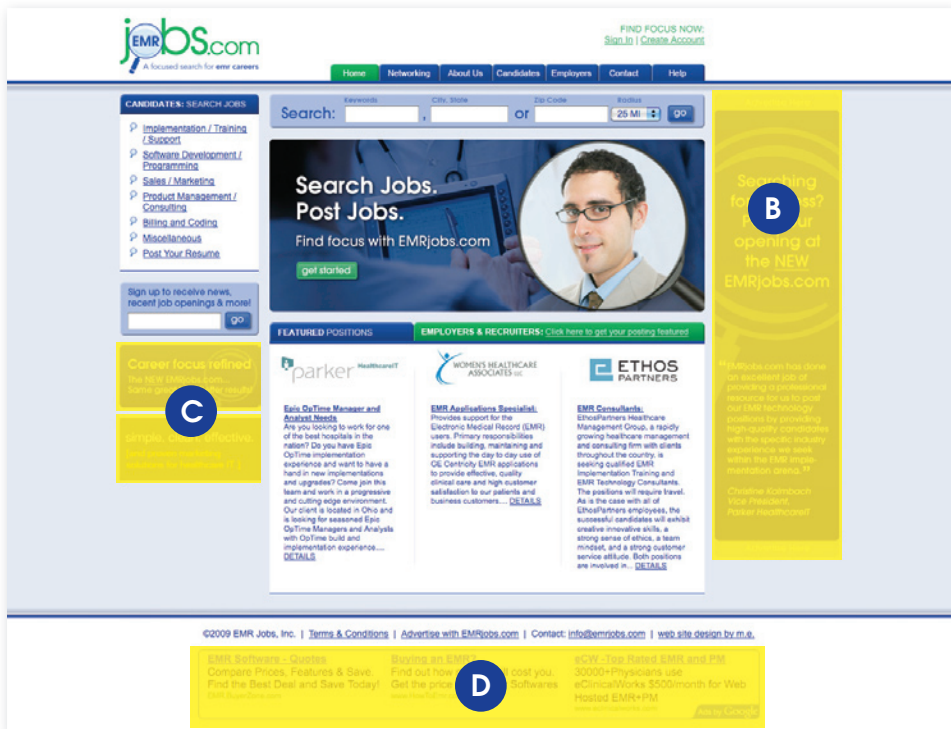 jobs.com
EMR
A focused search for emr careers
FIND FOCUS NOW:
Sign In | Create Account
Home Networking About Us Candidates Employers Contact Help
CANDIDATES: SEARCH JOBS
Implementation / Training
/ Support
Software Development /
Programming
Sales / Marketing
Product Management /
Consulting
Billing and Coding
Miscellaneous
Post Your Resume
Sign up to receive news,
recent job openings & more!
go
Career focus refined
The NEW EMRjobs.com...
Same great
results!
C
simple.
effective.
Keywords City, State Zip Code Radius
Search: , or 25 MI go
Search Jobs.
Post Jobs.
Find focus with EMRjobs.com
get started
FEATURED POSITIONS
EMPLOYERS & RECRUITERS: Click here to get your posting featured
parker HealthcareIT
Epic OpTime Manager and
Analyst Needs
Are you looking to work for one
of the best hospitals in the
nation? Do you have Epic
OpTime implementation
experience and want to have a
hand in new implementations
and upgrades? Come join this
team and work in a progressive
and cutting edge environment.
Our client is located in Ohio and
is looking for seasoned Epic
OpTime Managers and Analysts
with OpTime build and
implementation experience....
DETAILS
WOMEN'S HEALTHCARE
ASSOCIATES LLC
EMR Applications Specialist:
Provides support for the
Electronic Medical Record (EMR)
users. Primary responsibilities
include building, maintaining and
supporting the day to day use of
GE Centricity EMR applications
to provide effective, quality
clinical care and high customer
satisfaction to our patients and
business customers.... DETAILS
ETHOS
PARTNERS
EMR Consultants:
EthosPartners Healthcare
Management Group, a rapidly
growing healthcare management
and consulting firm with clients
throughout the country, is
seeking qualified EMR
Implementation Training and
EMR Technology Consultants.
The positions will require travel.
As is the case with all of
EthosPartners employees, the
successful candidates will exhibit
creative innovative skills, a
strong sense of ethics, a team
mindset, and a strong customer
service attitude. Both positions
are involved in... DETAILS
Searching
B
opening at
the NEW
EMRjobs.com
"EMRjobs.com has done
an excellent job of
providing a professional
resource for us to post
our EMR technology
positions by providing
high-quality candidates
with the specific industry
experience we seek
within the EMR imple-
mentation arena."
Vice President,
Parker HealthcareIT
©2009 EMR Jobs, Inc. | Terms & Conditions | Advertise with EMRjobs.com | Contact: info@emrjobs.com | web site design by m.e.
EMR Software - Quotes
Compare Prices, Features & Save.
Find the Best Deal and Save Today!
Buying an EMR?
Find out how
cost you.
Get the price
Softwares
D
eCW -Top Rated EMR and PM
30000+Physicians use
eClinicalWorks $500/month for Web
Hosted EMR+PM
Ads by Google